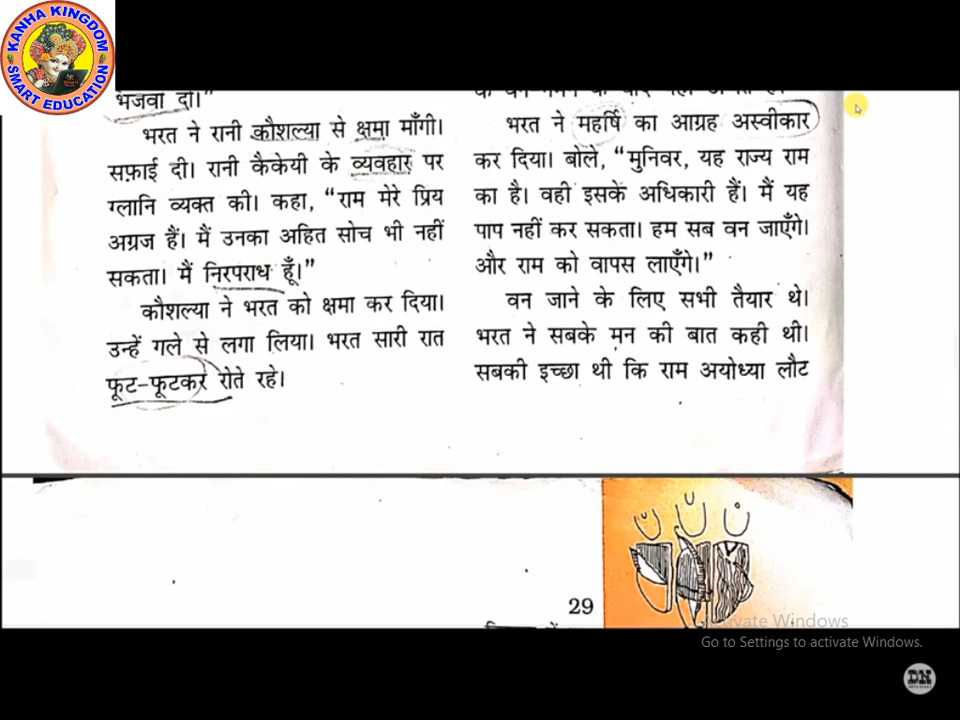 KANHA KINGDOM
SMART EDUCATION
भिजवा दो।”
भरत ने रानी कौशल्या से क्षमा माँगी।
सफ़ाई दी। रानी कैकेयी के व्यवहार पर
ग्लानि व्यक्त की। कहा, “राम मेरे प्रिय
अग्रज हैं। मैं उनका अहित सोच भी नहीं
सकता। मैं निरपराध हूँ।”
कौशल्या ने भरत को क्षमा कर दिया।
उन्हें गले से लगा लिया। भरत सारी रात
फूट-फूटकर रोते रहे।
भरत ने महर्षि का आग्रह अस्वीकार
कर दिया। बोले, “मुनिवर, यह राज्य राम
का है। वही इसके अधिकारी हैं। मैं यह
पाप नहीं कर सकता। हम सब वन जाएँगे।
और राम को वापस लाएँगे।”
वन जाने के लिए सभी तैयार थे।
भरत ने सबके मन की बात कही थी।
सबकी इच्छा थी कि राम अयोध्या लौट
29
Activate Windows
Go to Settings to activate Windows.
DN